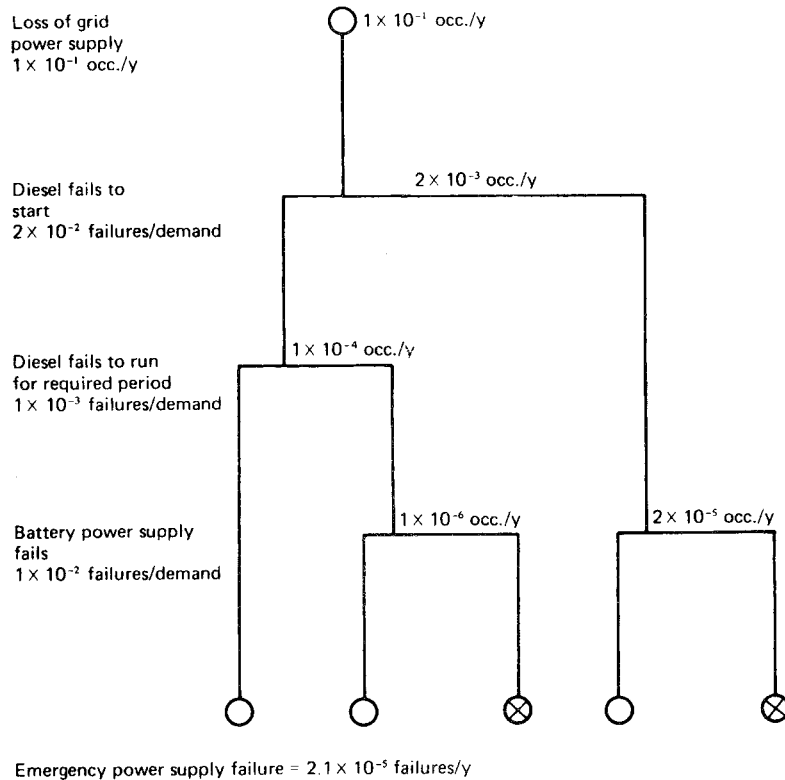 Loss of grid
power supply
1 × 10⁻¹ occ./y
1 × 10⁻¹ occ./y
2 × 10⁻³ occ./y
Diesel fails to
start
2 × 10⁻² failures/demand
1 × 10⁻⁴ occ./y
Diesel fails to run
for required period
1 × 10⁻³ failures/demand
1 × 10⁻⁶ occ./y
2 × 10⁻⁵ occ./y
Battery power supply
fails
1 × 10⁻² failures/demand
Emergency power supply failure = 2.1 × 10⁻⁵ failures/y